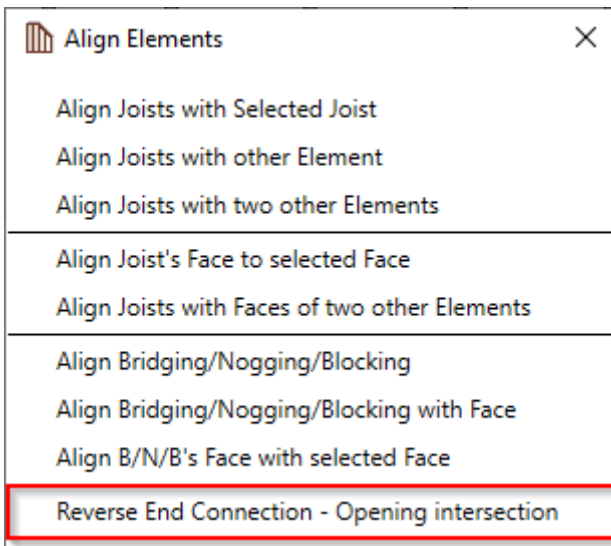 Align Elements
Align Joists with Selected Joist
Align Joists with other Element
Align Joists with two other Elements
Align Joist's Face to selected Face
Align Joists with Faces of two other Elements
Align Bridging/Nogging/Blocking
Align Bridging/Nogging/Blocking with Face
Align B/N/B's Face with selected Face
Reverse End Connection - Opening intersection